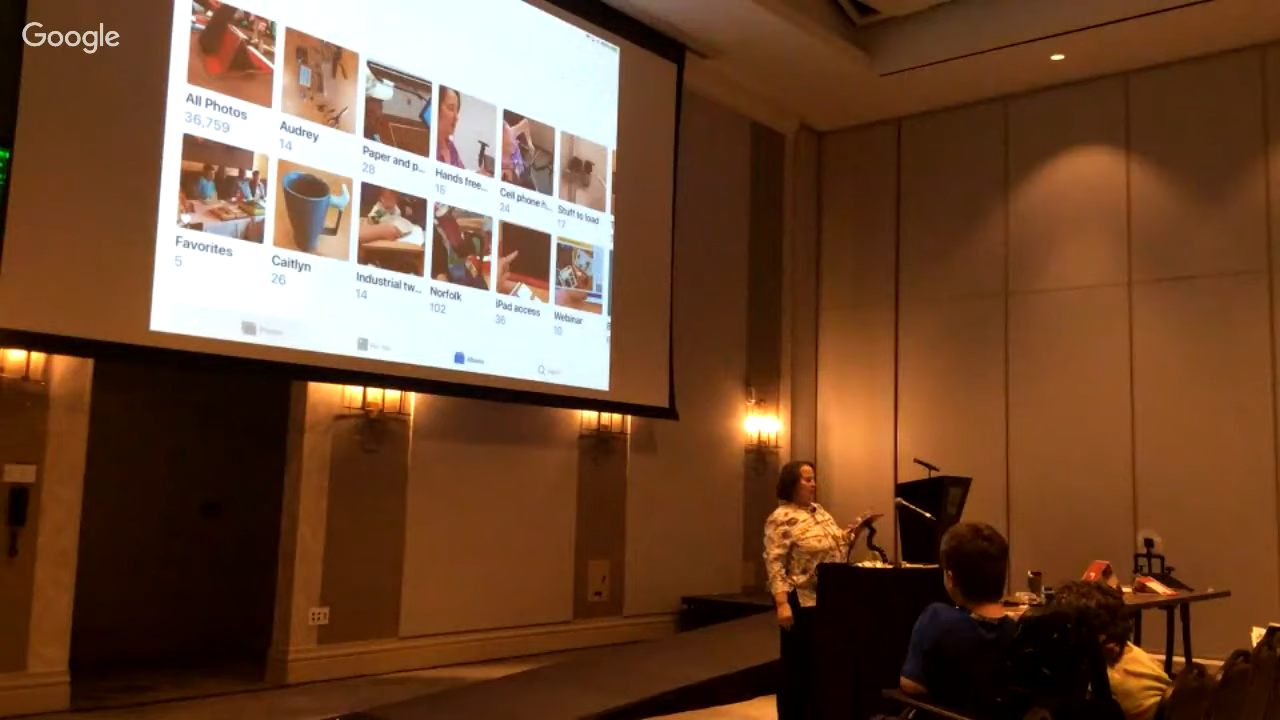 Google
All Photos
36,759
Audrey
14
Paper and p...
28
Hands free...
15
Cell phone h...
24
Stuff to load
17
Favorites
5
Caitlyn
26
Industrial tw...
14
Norfolk
102
iPad access
36
Webinar
10
Albums